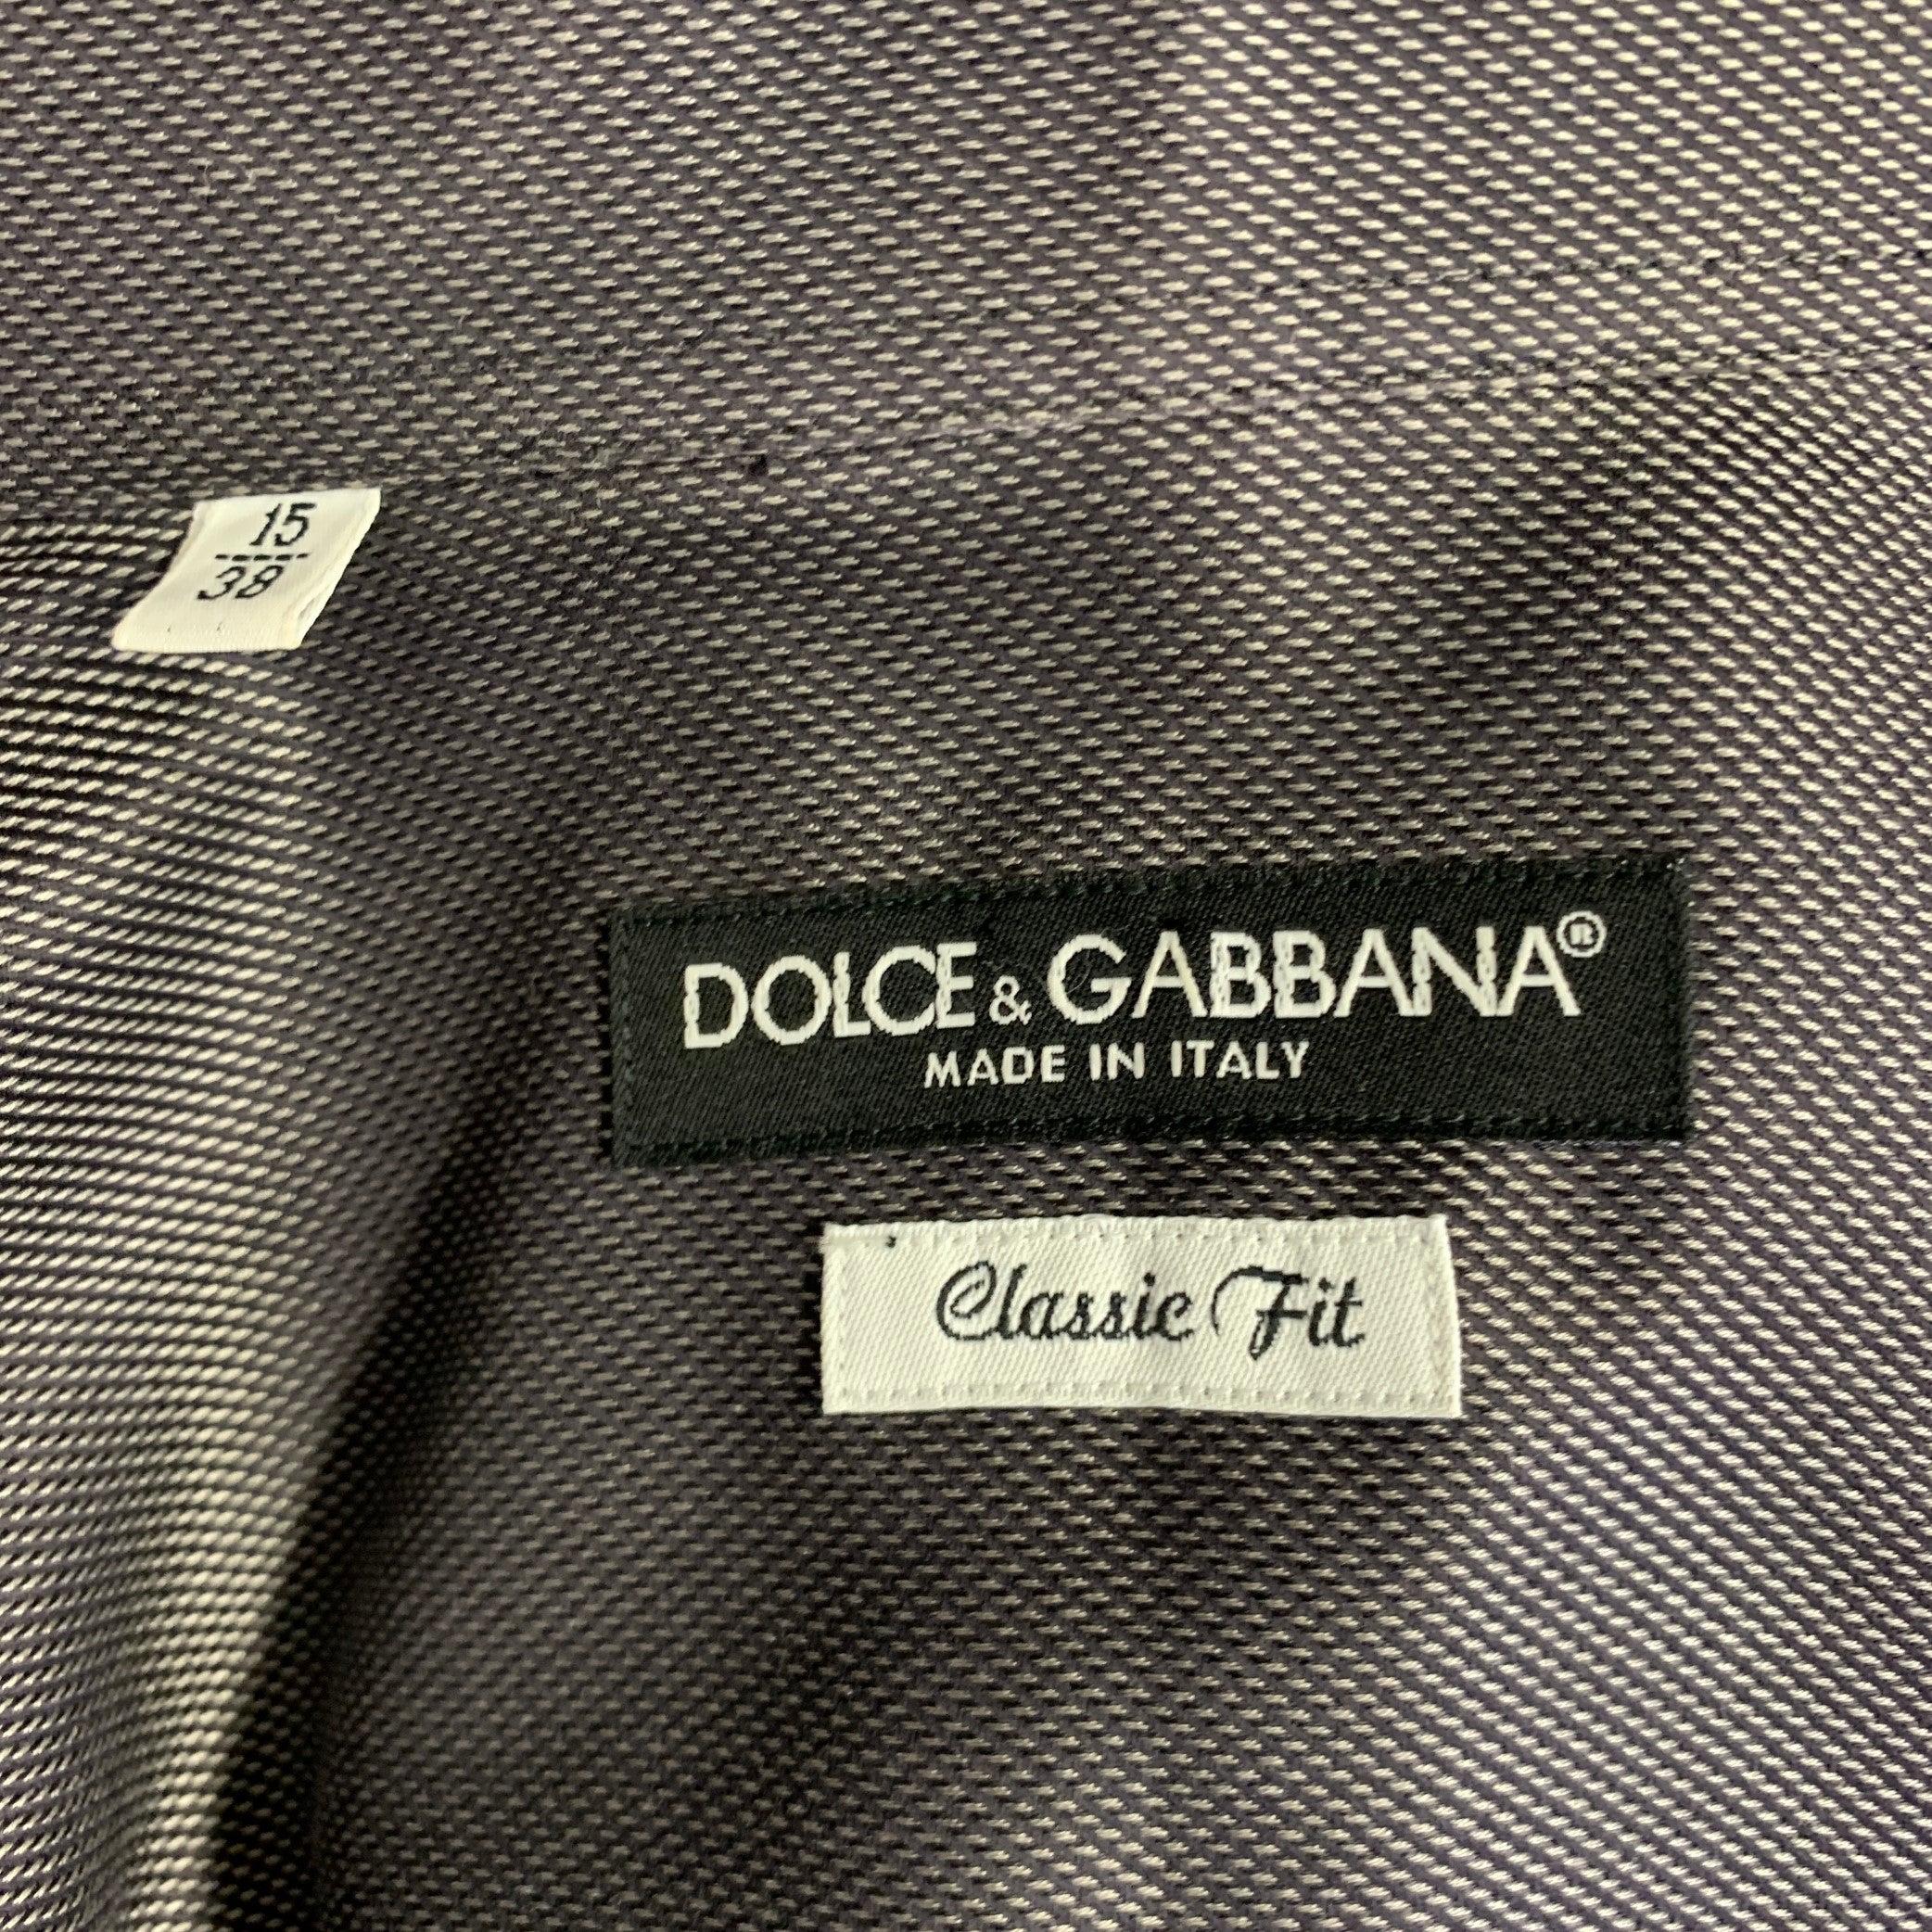 15
38
DOLCE & GABBANA®
MADE IN ITALY
Classic Fit